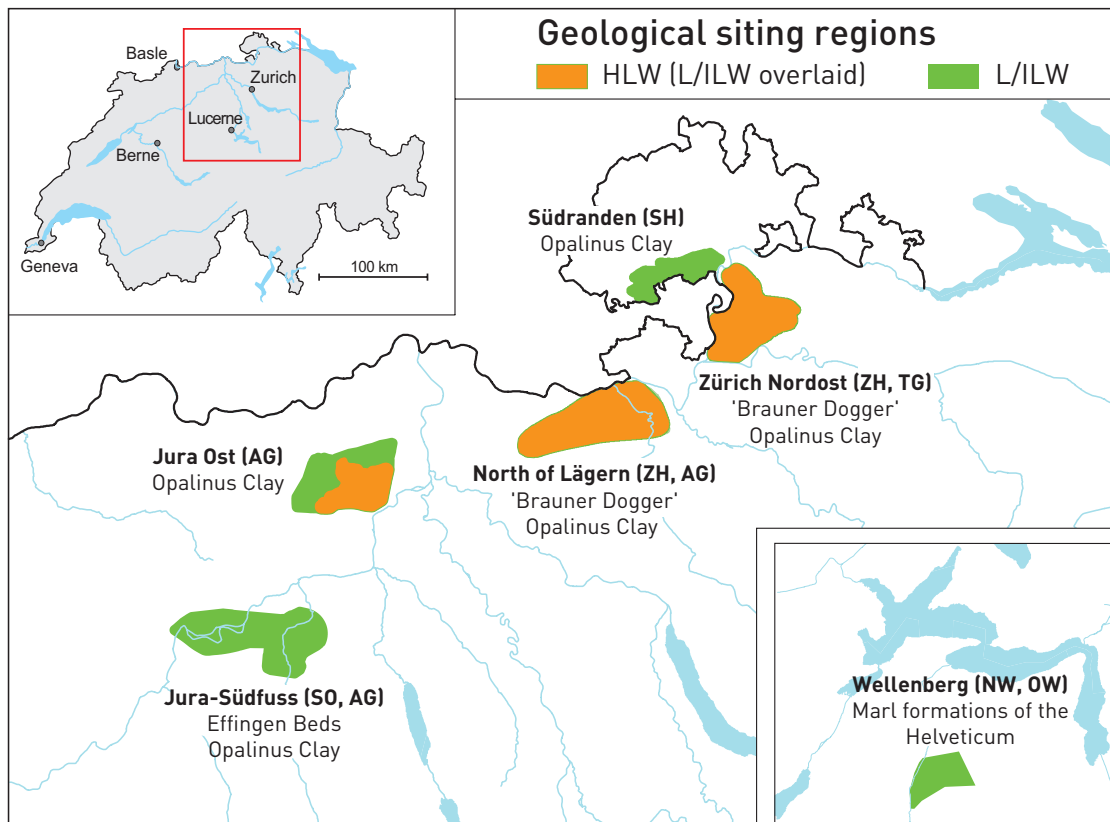 Geological siting regions
HLW (L/ILW overlaid)
L/ILW
Basle
Zurich
Lucerne
Berne
Geneva
100 km
Südranden (SH)
Opalinus Clay
Zürich Nordost (ZH, TG)
'Brauner Dogger'
Opalinus Clay
Jura Ost (AG)
Opalinus Clay
North of Lägern (ZH, AG)
'Brauner Dogger'
Opalinus Clay
Jura-Südfuss (SO, AG)
Effingen Beds
Opalinus Clay
Wellenberg (NW, OW)
Marl formations of the
Helveticum